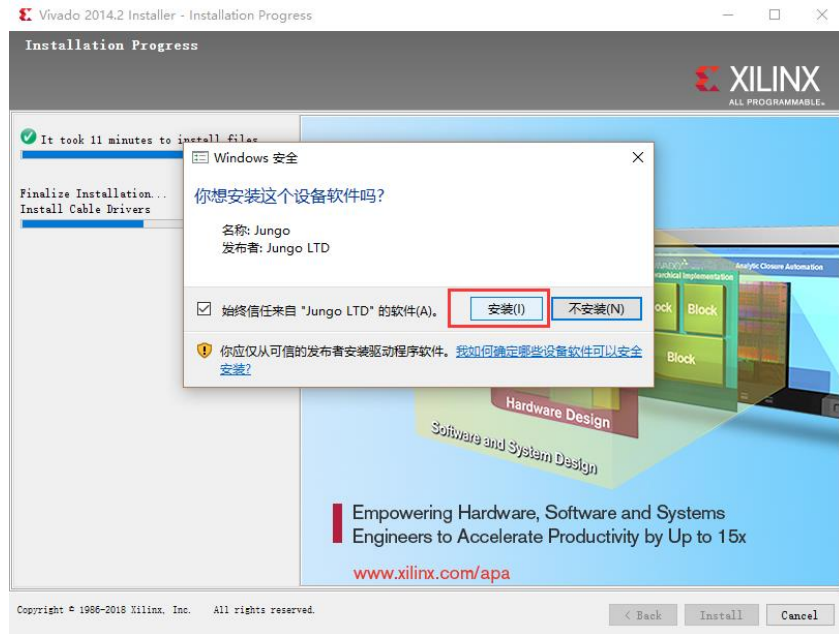 Vivado 2014.2 Installer - Installation Progress
Installation Progress
XILINX
ALL PROGRAMMABLE.
It took 11 minutes to install files
Finalize Installation...
Install Cable Drivers
Windows 安全
你想安装这个设备软件吗?
名称: Jungo
发布者: Jungo LTD
始终信任来自 "Jungo LTD" 的软件(A)。
安装(I)
不安装(N)
你应仅从可信的发布者安装驱动程序软件。我如何确定哪些设备软件可以安全
安装?
Analytic Closure Automation
Hierarchical Implementation
ock
Block
Block
Hardware Design
Software and System Design
Empowering Hardware, Software and Systems
Engineers to Accelerate Productivity by Up to 15x
www.xilinx.com/apa
Copyright © 1986-2018 Xilinx, Inc. All rights reserved.
< Back
Install
Cancel